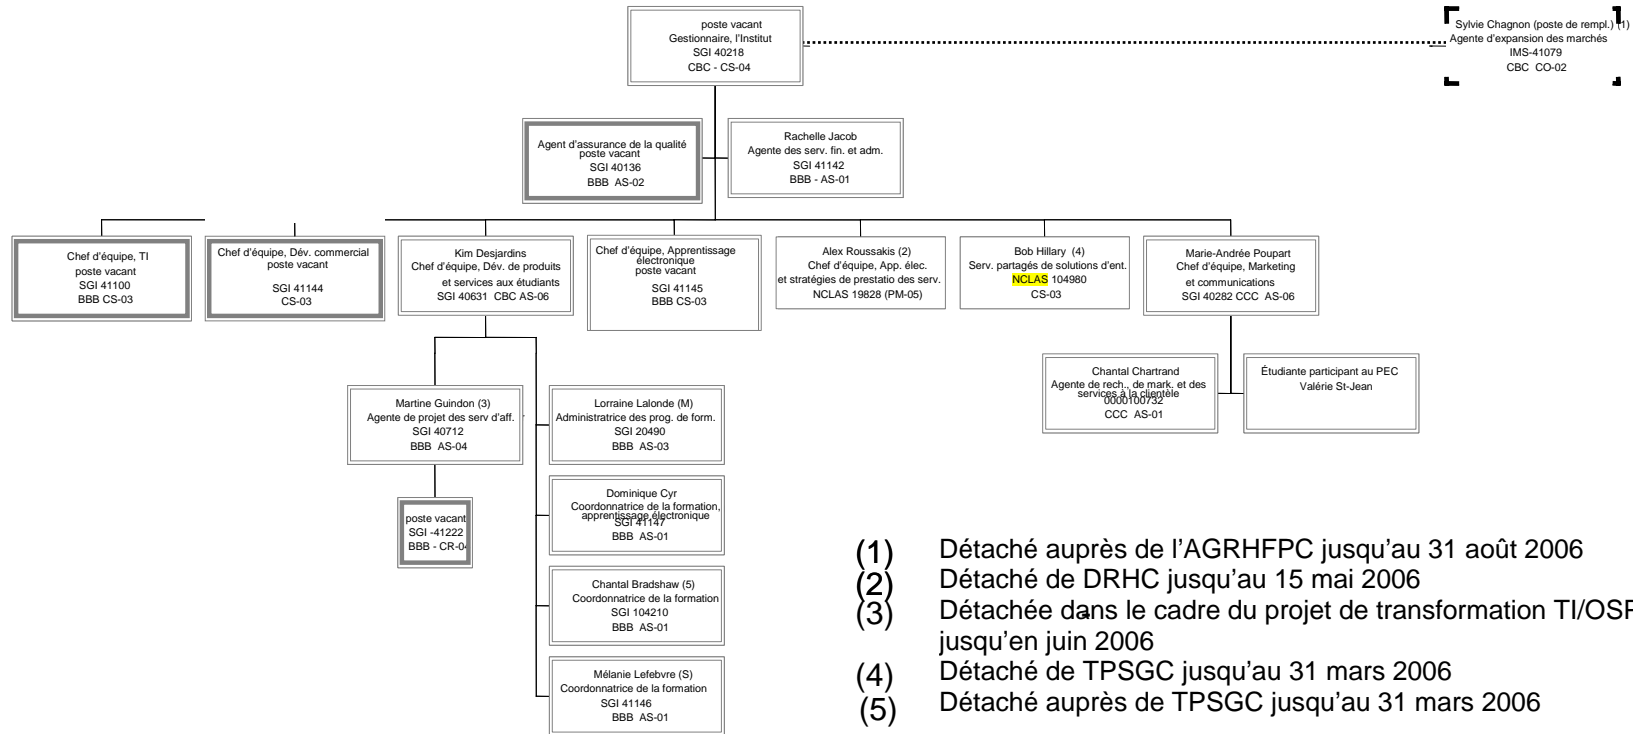 poste vacant
Gestionnaire, l'Institut
SGI 40218
CBC - CS-04
Sylvie Chagnon (poste de rempl.) (1)
Agente d'expansion des marchés
IMS-41079
CBC CO-02
Agent d'assurance de la qualité
poste vacant
SGI 40136
BBB AS-02
Rachelle Jacob
Agente des serv. fin. et adm.
SGI 41142
BBB - AS-01
Chef d'équipe, TI
poste vacant
SGI 41100
BBB CS-03
Chef d'équipe, Dév. commercial
poste vacant
SGI 41144
CS-03
Kim Desjardins
Chef d'équipe, Dév. de produits
et services aux étudiants
SGI 40631 CBC AS-06
Chef d'équipe, Apprentissage
électronique
poste vacant
SGI 41145
BBB CS-03
Alex Roussakis (2)
Chef d'équipe, App. élec.
et stratégies de prestatio des serv.
NCLAS 19828 (PM-05)
Bob Hillary (4)
Serv. partagés de solutions d'ent.
NCLAS 104980
CS-03
Marie-Andrée Poupart
Chef d'équipe, Marketing
et communications
SGI 40282 CCC AS-06
Chantal Chartrand
Agente de rech., de mark. et des
services à la clientèle
0000100732
CCC AS-01
Étudiante participant au PEC
Valérie St-Jean
Martine Guindon (3)
Agente de projet des serv d'aff.
SGI 40712
BBB AS-04
poste vacant
SGI -41222
BBB - CR-04
Lorraine Lalonde (M)
Administratrice des prog. de form.
SGI 20490
BBB AS-03
Dominique Cyr
Coordonnatrice de la formation,
apprentissage électronique
SGI 41147
BBB AS-01
Chantal Bradshaw (5)
Coordonnatrice de la formation
SGI 104210
BBB AS-01
Mélanie Lefebvre (S)
Coordonnatrice de la formation
SGI 41146
BBB AS-01
(1) Détaché auprès de l'AGRHFPC jusqu'au 31 août 2006
(2) Détaché de DRHC jusqu'au 15 mai 2006
(3) Détachée dans le cadre du projet de transformation TI/OSF
jusqu'en juin 2006
(4) Détaché de TPSGC jusqu'au 31 mars 2006
(5) Détaché auprès de TPSGC jusqu'au 31 mars 2006